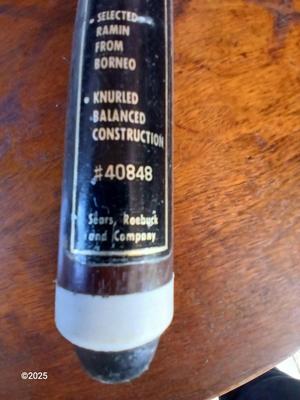 • SELECTED
RAMIN
FROM
BORNEO
• KNURLED
BALANCED
CONSTRUCTION
#40848
Sears, Roebuck
and Company
©2025